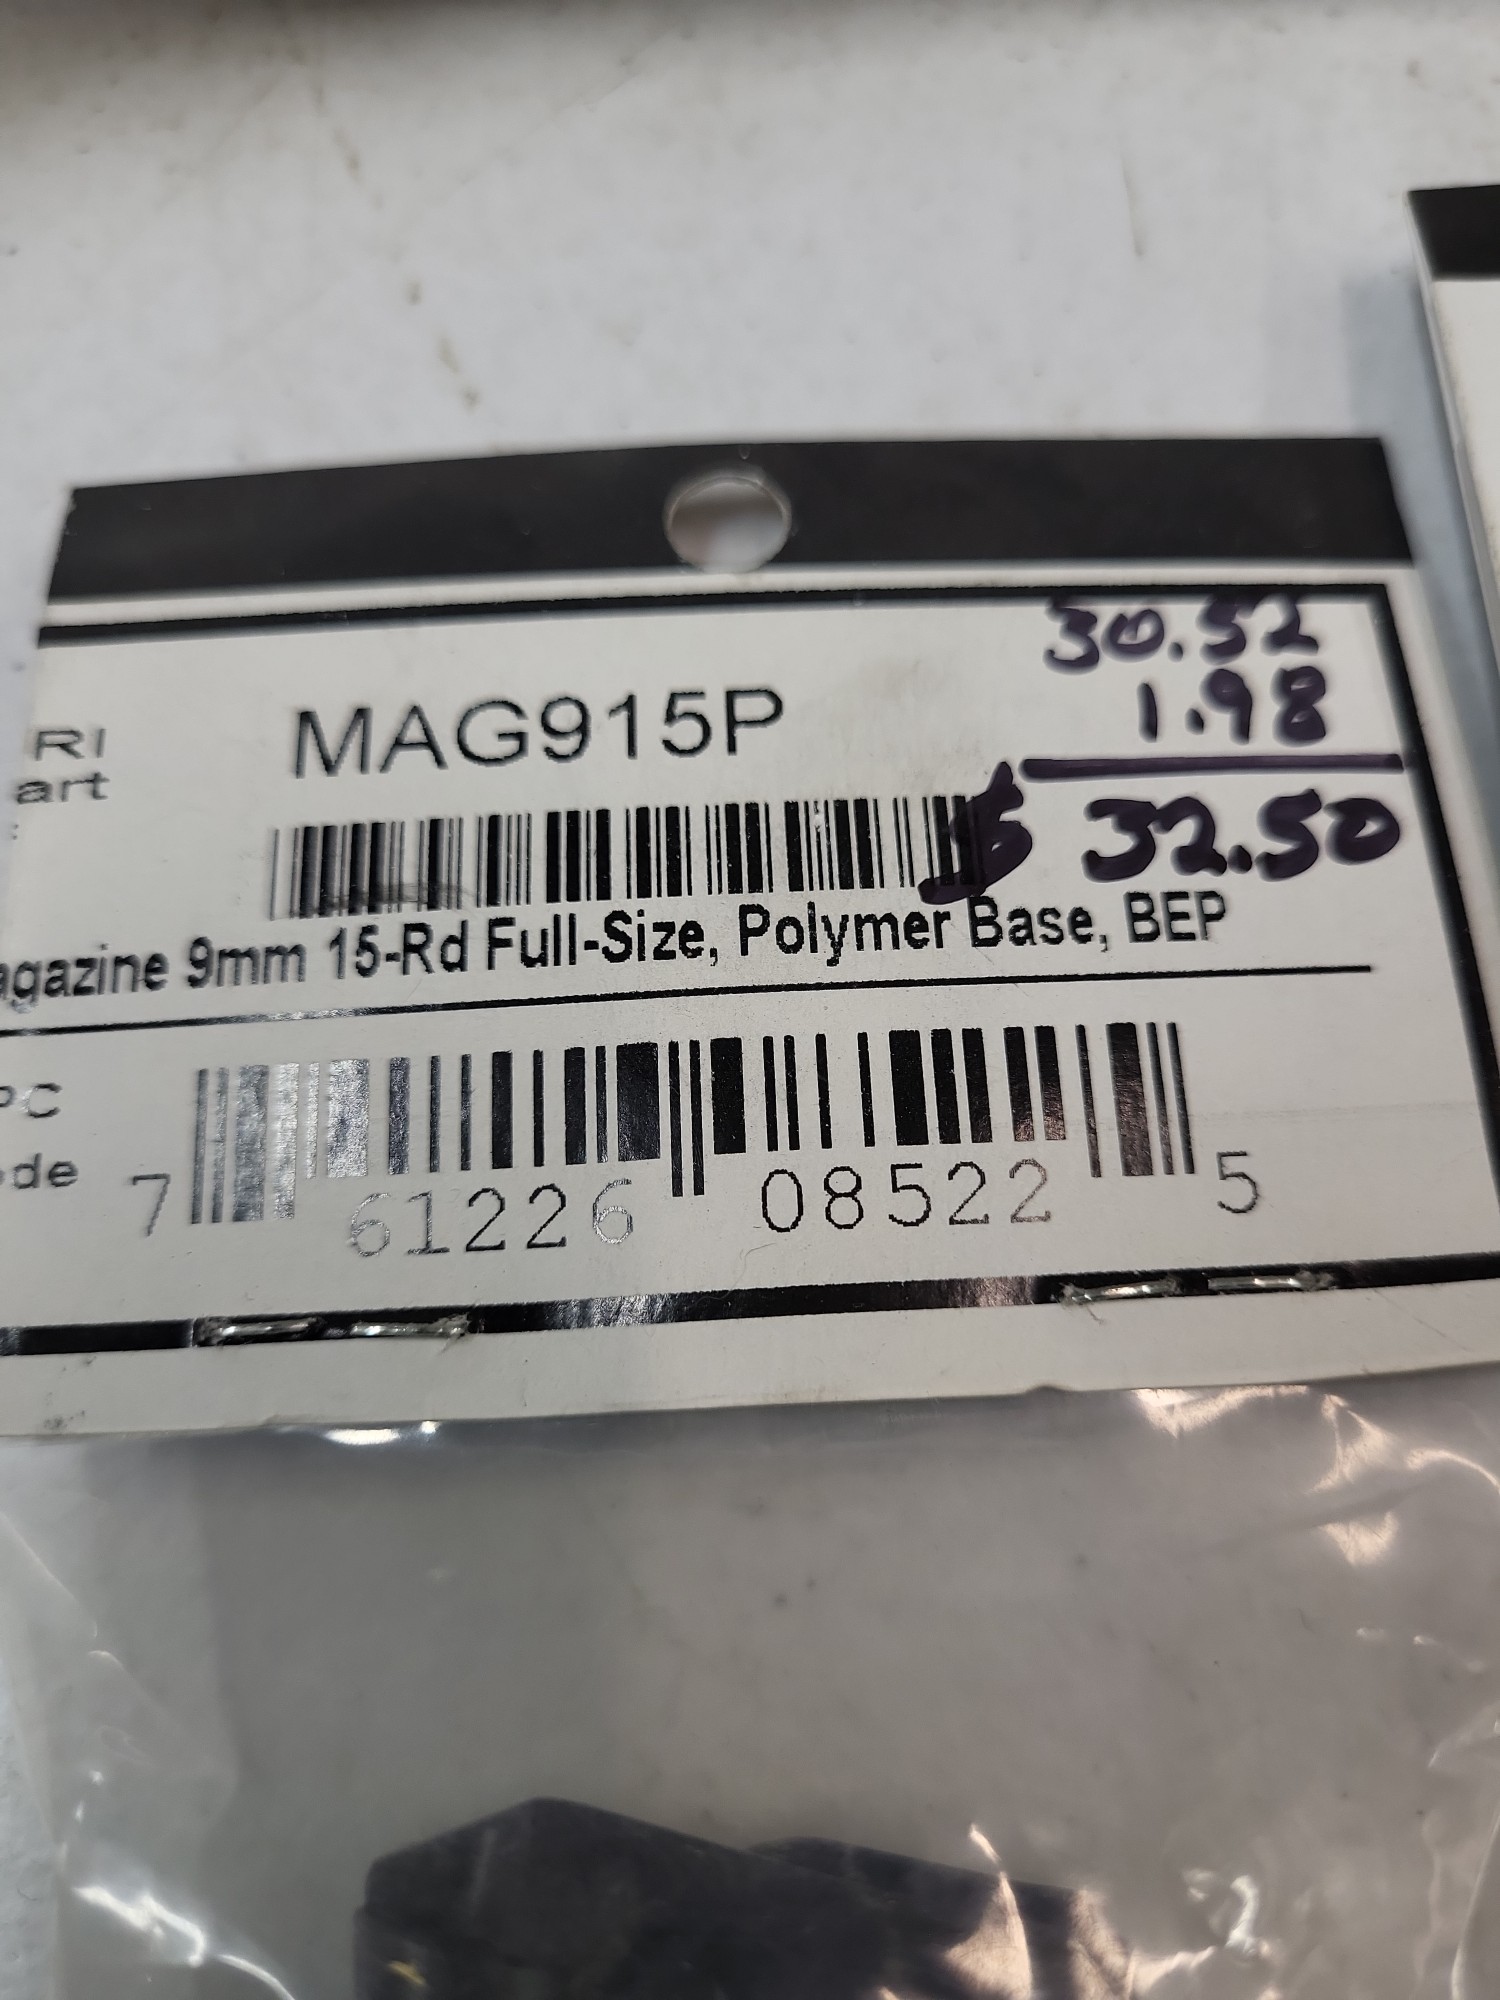 30.52
1.98
$ 32.50
RI
art
:
MAG915P
agazine 9mm 15-Rd Full-Size, Polymer Base, BEP
PC
ode
7 61226 08522 5